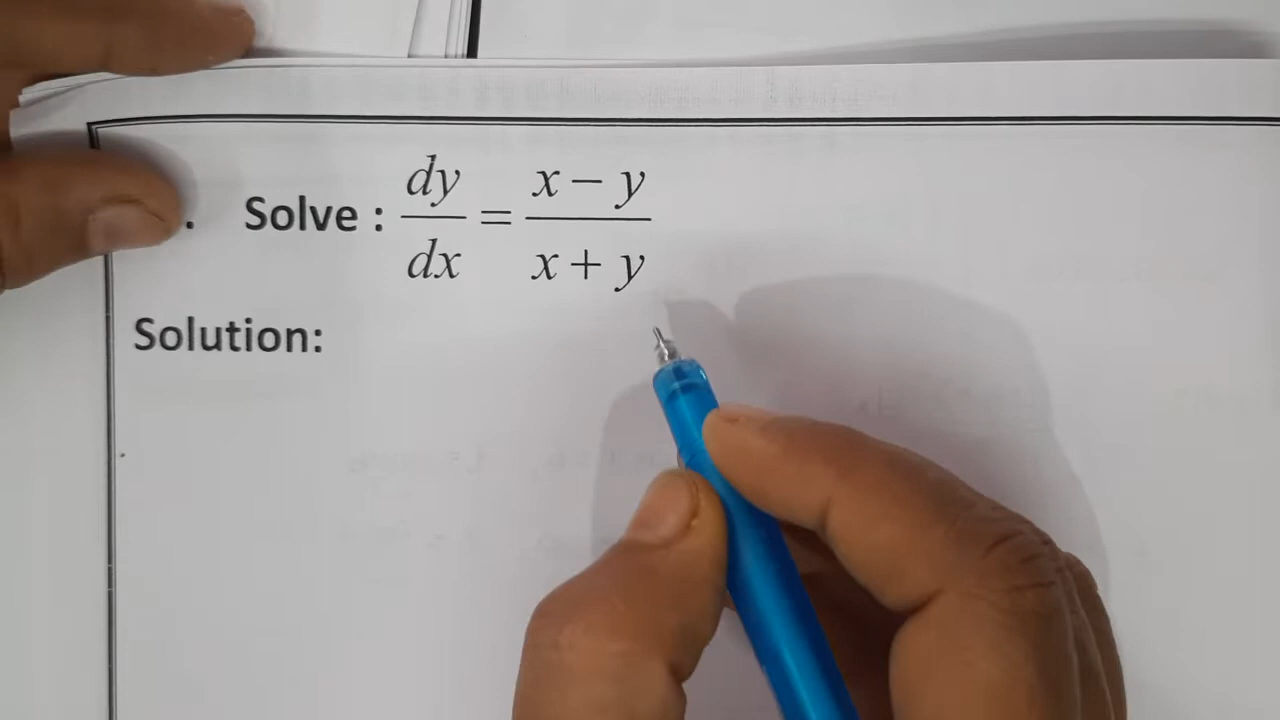 . Solve : dy/dx = x − y/x + y
Solution: